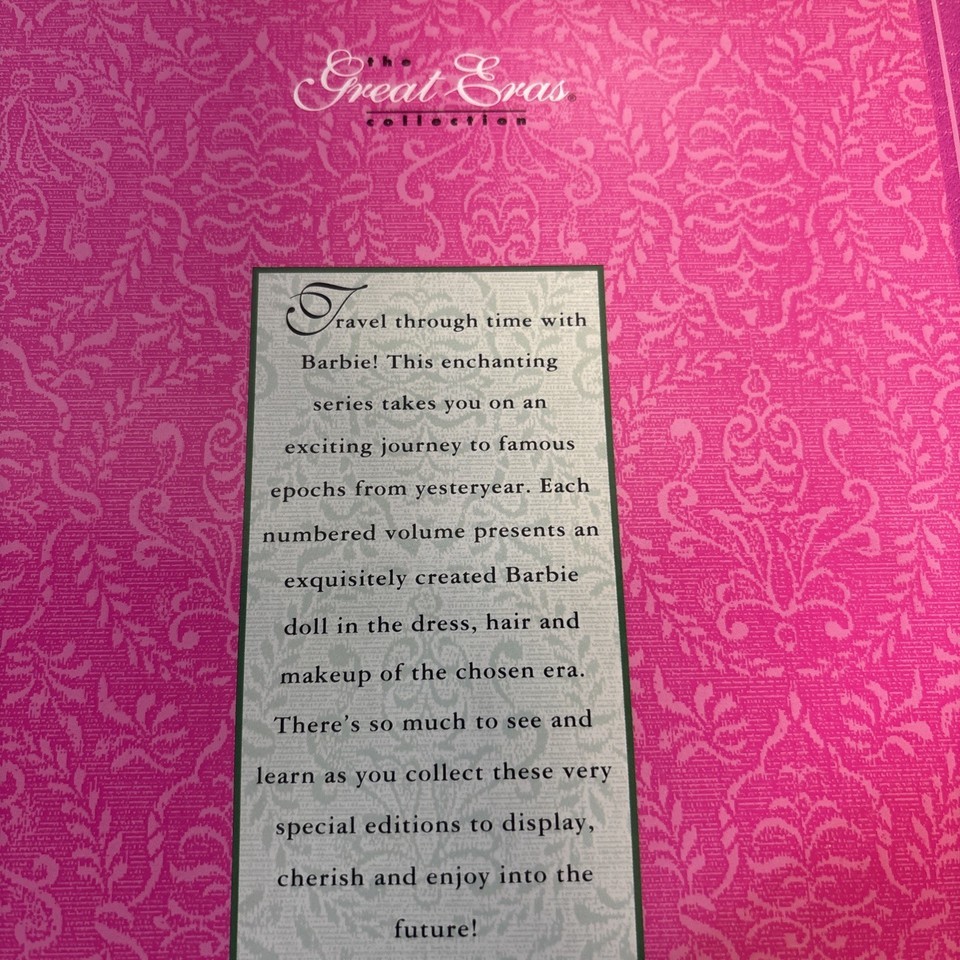 the
Great Eras®
collection
Travel through time with
Barbie! This enchanting
series takes you on an
exciting journey to famous
epochs from yesteryear. Each
numbered volume presents an
exquisitely created Barbie
doll in the dress, hair and
makeup of the chosen era.
There's so much to see and
learn as you collect these very
special editions to display,
cherish and enjoy into the
future!